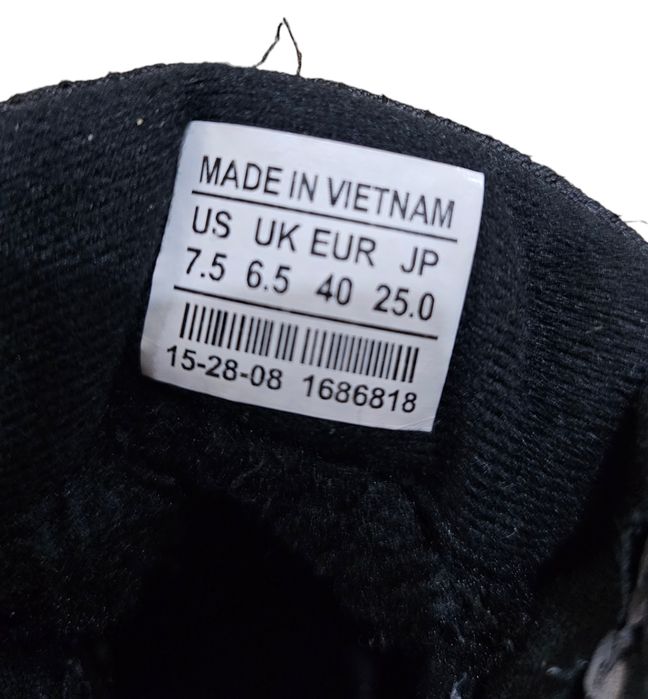 MADE IN VIETNAM
US UK EUR JP
7.5 6.5 40 25.0
15-28-08 1686818